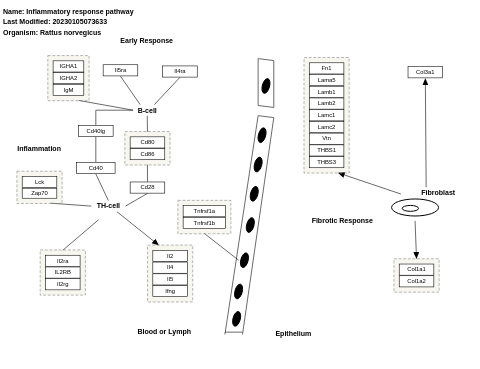 Name: Inflammatory response pathway
Last Modified: 20230105073633
Organism: Rattus norvegicus
Early Response
IGHA1
IGHA2
IgM
Il5ra
Il4ra
B-cell
Cd40lg
Cd80
Cd86
Inflammation
Cd40
Lck
Zap70
Cd28
TH-cell
Tnfrsf1a
Tnfrsf1b
Il2ra
IL2RB
Il2rg
Il2
Il4
Il5
Ifng
Blood or Lymph
Epithelium
Fn1
Lama5
Lamb1
Lamb2
Lamc1
Lamc2
Vtn
THBS1
THBS3
Col3a1
Fibroblast
Fibrotic Response
Col1a1
Col1a2